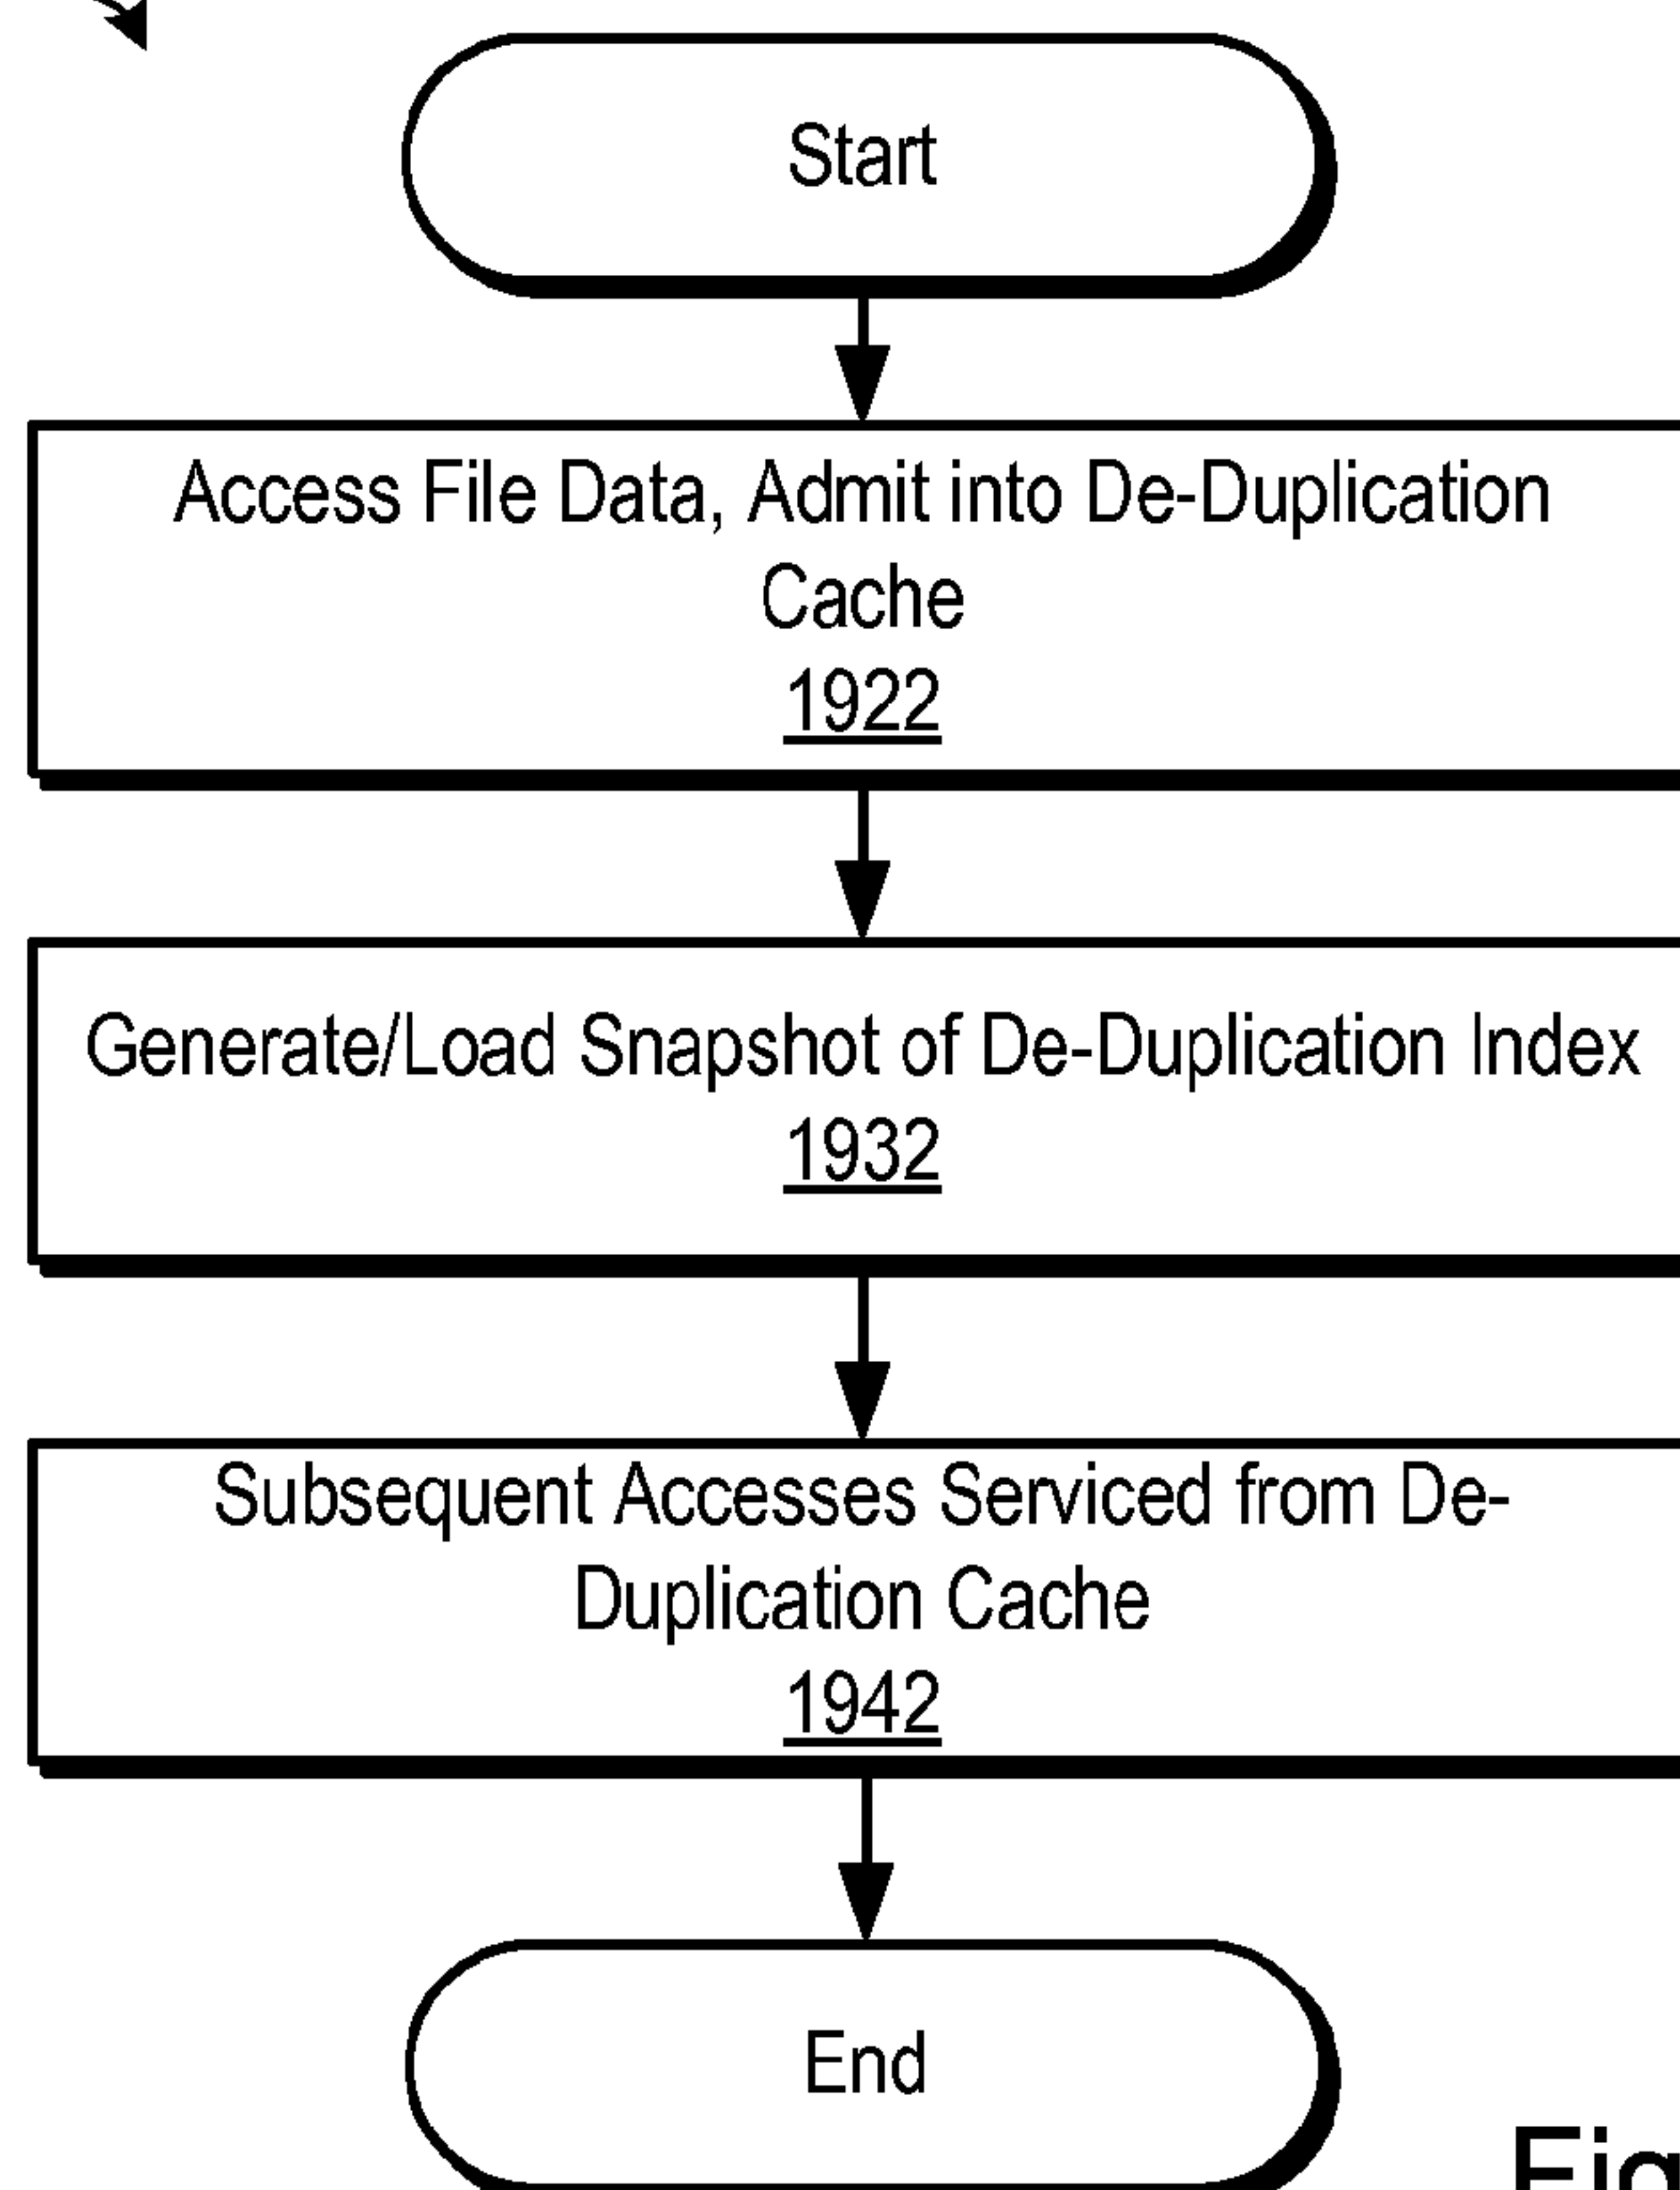 Start
Access File Data, Admit into De-Duplication
Cache
1922
Generate/Load Snapshot of De-Duplication Index
1932
Subsequent Accesses Serviced from De-
Duplication Cache
1942
End
Fig